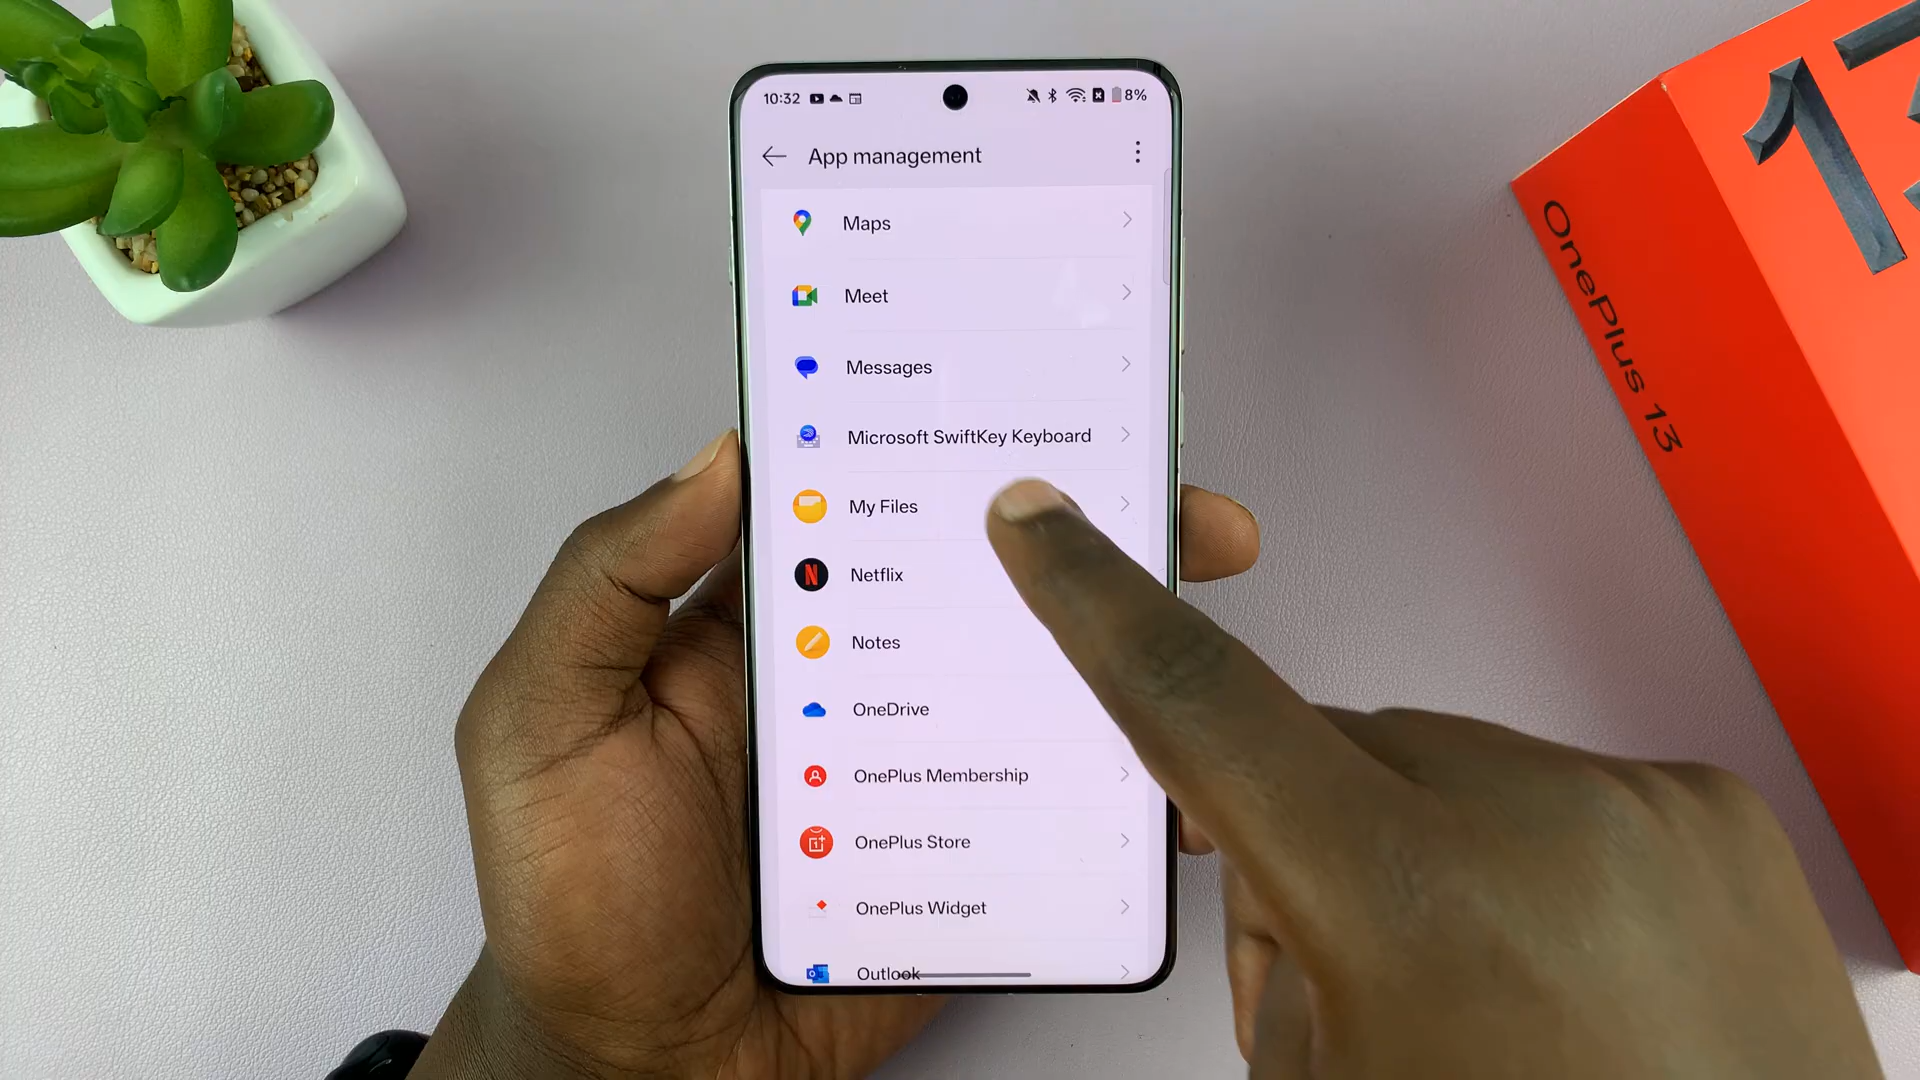 10:32
8%
App management
Maps
Meet
Messages
Microsoft SwiftKey Keyboard
My Files
Netflix
Notes
OneDrive
OnePlus Membership
OnePlus Store
OnePlus Widget
Outlook
OnePlus 13
13